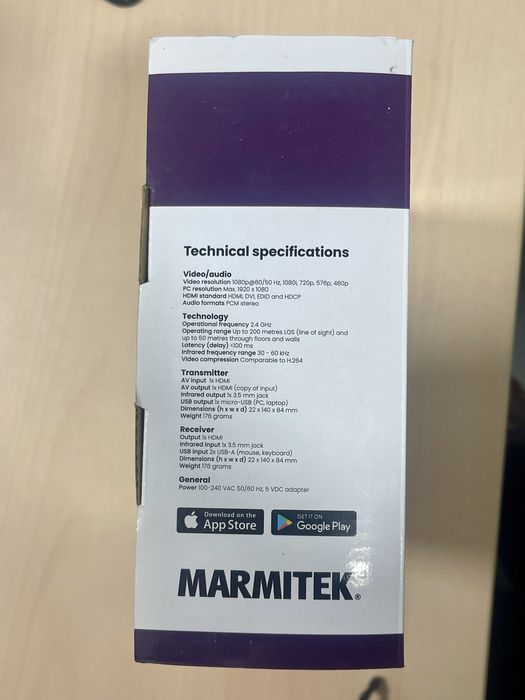 Technical specifications
Video/audio
Video resolution 1080p@60/50 Hz, 1080i, 720p, 576p, 480p
PC resolution Max. 1920 x 1080
HDMI standard HDMI, DVI, EDID and HDCP
Audio formats PCM stereo
Technology
Operational frequency 2.4 GHz
Operating range Up to 200 metres LOS (line of sight) and
up to 50 metres through floors and walls
Latency (delay) <100 ms
Infrared frequency range 30 - 60 kHz
Video compression Comparable to H.264
Transmitter
AV input 1x HDMI
AV output 1x HDMI (copy of input)
Infrared output 1x 3.5 mm jack
USB output 1x micro-USB (PC, laptop)
Dimensions (h x w x d) 22 x 140 x 84 mm
Weight 176 grams
Receiver
Output 1x HDMI
Infrared input 1x 3.5 mm jack
USB input 2x USB-A (mouse, keyboard)
Dimensions (h x w x d) 22 x 140 x 84 mm
Weight 176 grams
General
Power 100-240 VAC 50/60 Hz, 5 VDC adapter
Download on the
App Store
GET IT ON
Google Play
MARMITEK®